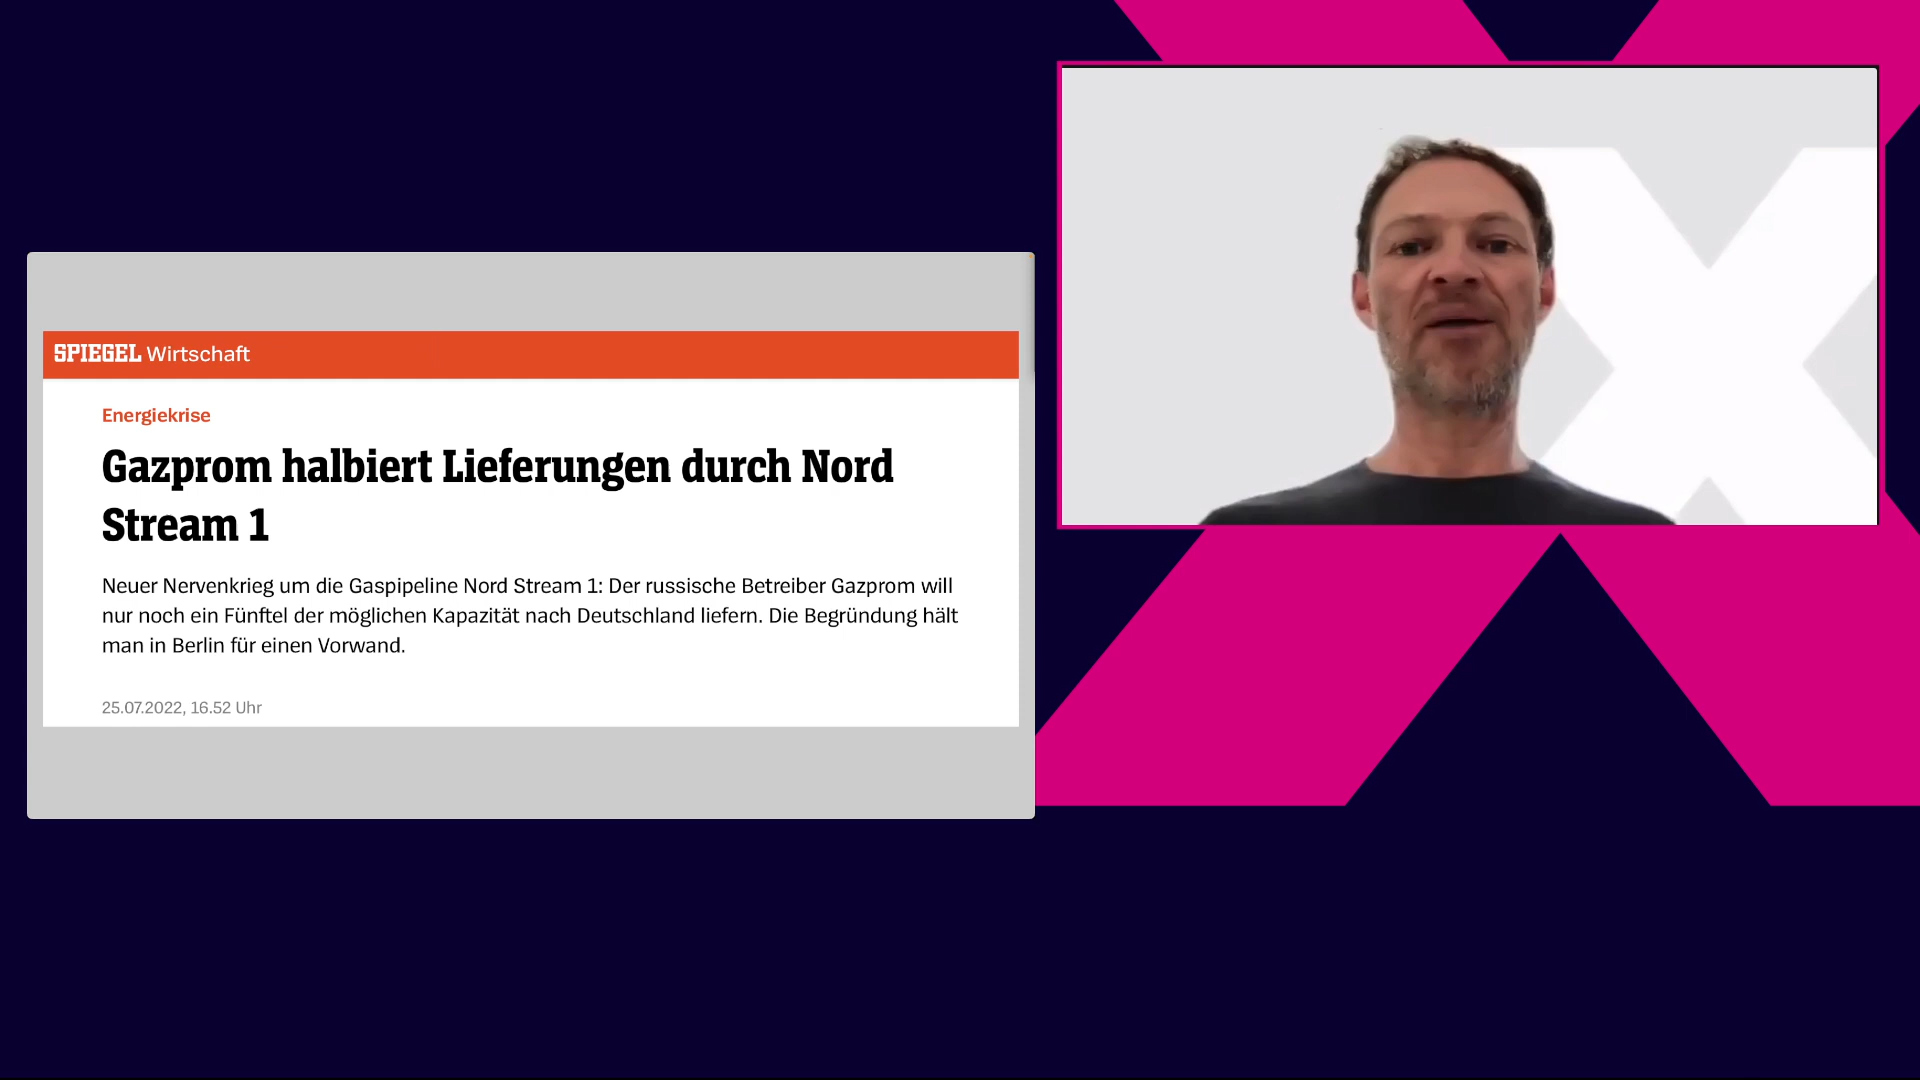 SPIEGEL Wirtschaft
Energiekrise
Gazprom halbiert Lieferungen durch Nord
Stream 1
Neuer Nervenkrieg um die Gaspipeline Nord Stream 1: Der russische Betreiber Gazprom will
nur noch ein Fünftel der möglichen Kapazität nach Deutschland liefern. Die Begründung hält
man in Berlin für einen Vorwand.
25.07.2022, 16.52 Uhr